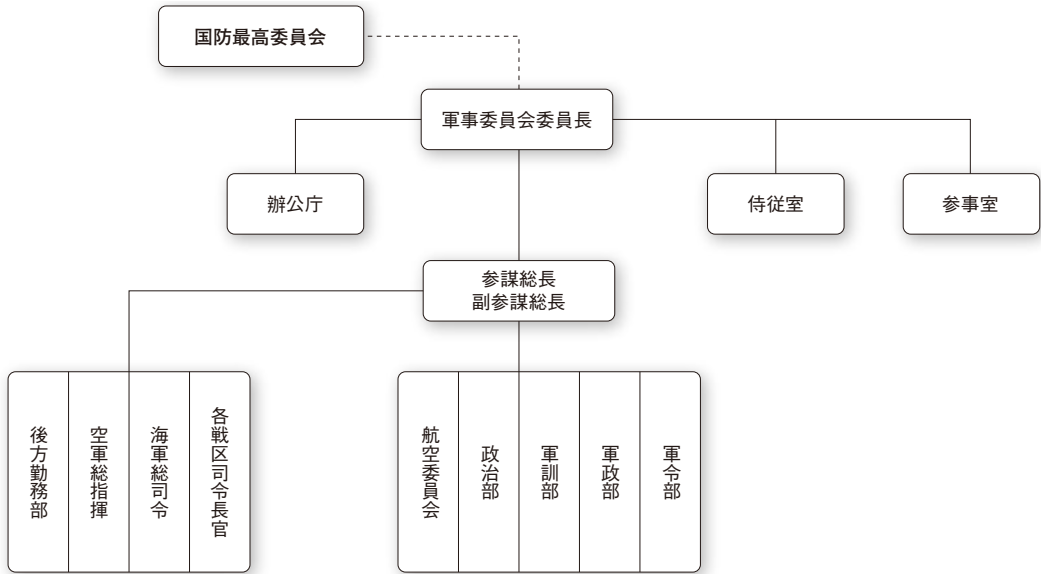 国防最高委員会
軍事委員会委員長
辦公庁
侍従室
参事室
参謀総長
副参謀総長
各戦区司令長官
海軍総司令
空軍総指揮
後方勤務部
軍令部
軍政部
軍訓部
政治部
航空委員会